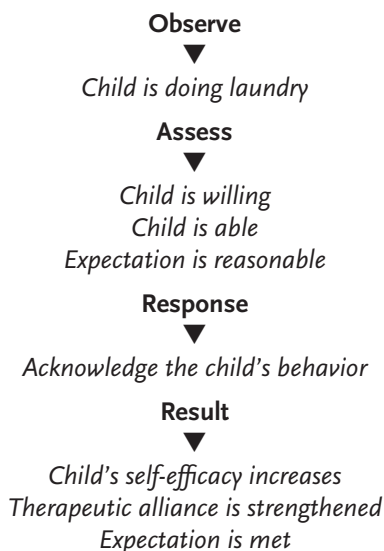 Observe
Child is doing laundry
Assess
Child is willing
Child is able
Expectation is reasonable
Response
Acknowledge the child’s behavior
Result
Child’s self-efficacy increases
Therapeutic alliance is strengthened
Expectation is met